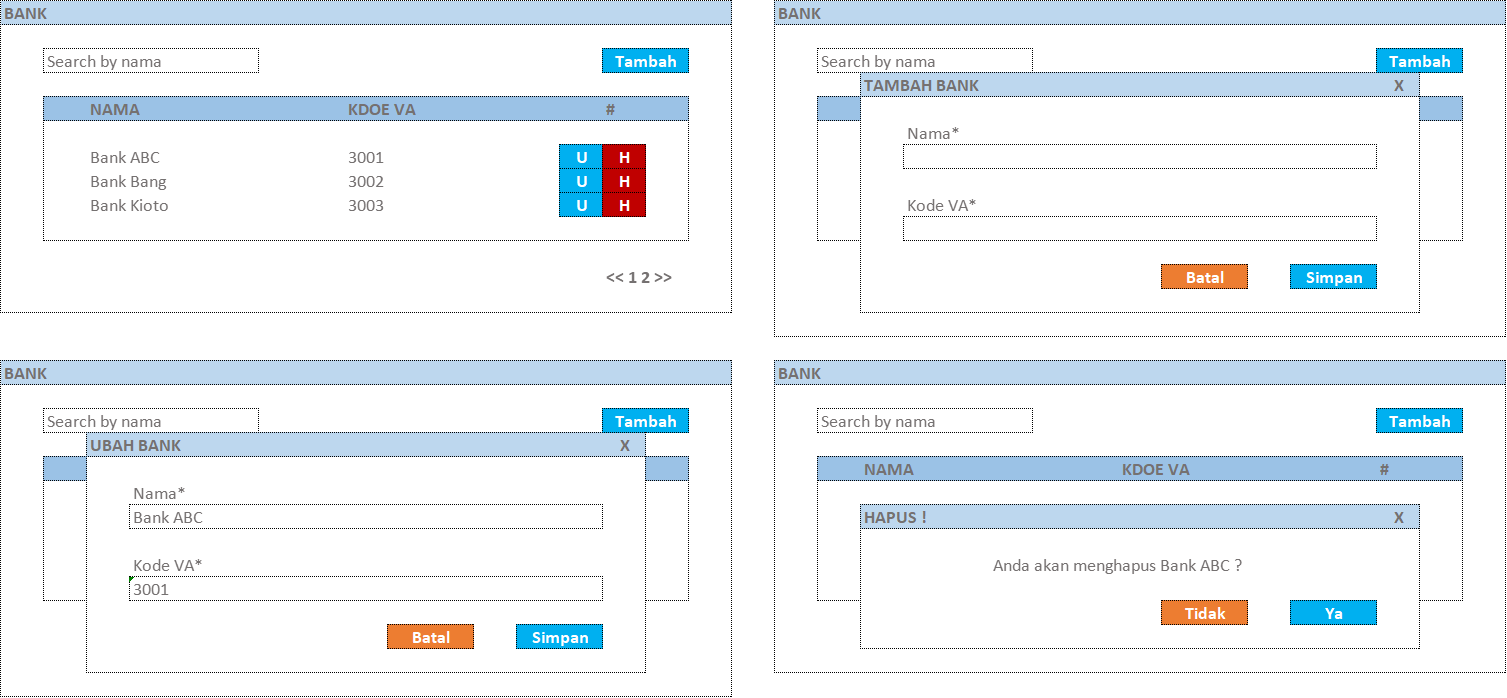 BANK
Search by nama
Tambah
NAMA KDOE VA #
Bank ABC 3001 U H
Bank Bang 3002 U H
Bank Kioto 3003 U H
<< 1 2 >>
BANK
Search by nama
Tambah
TAMBAH BANK X
Nama*
Kode VA*
Batal Simpan
BANK
Search by nama
Tambah
UBAH BANK X
Nama*
Bank ABC
Kode VA*
3001
Batal Simpan
BANK
Search by nama
Tambah
NAMA KDOE VA #
HAPUS ! X
Anda akan menghapus Bank ABC ?
Tidak Ya